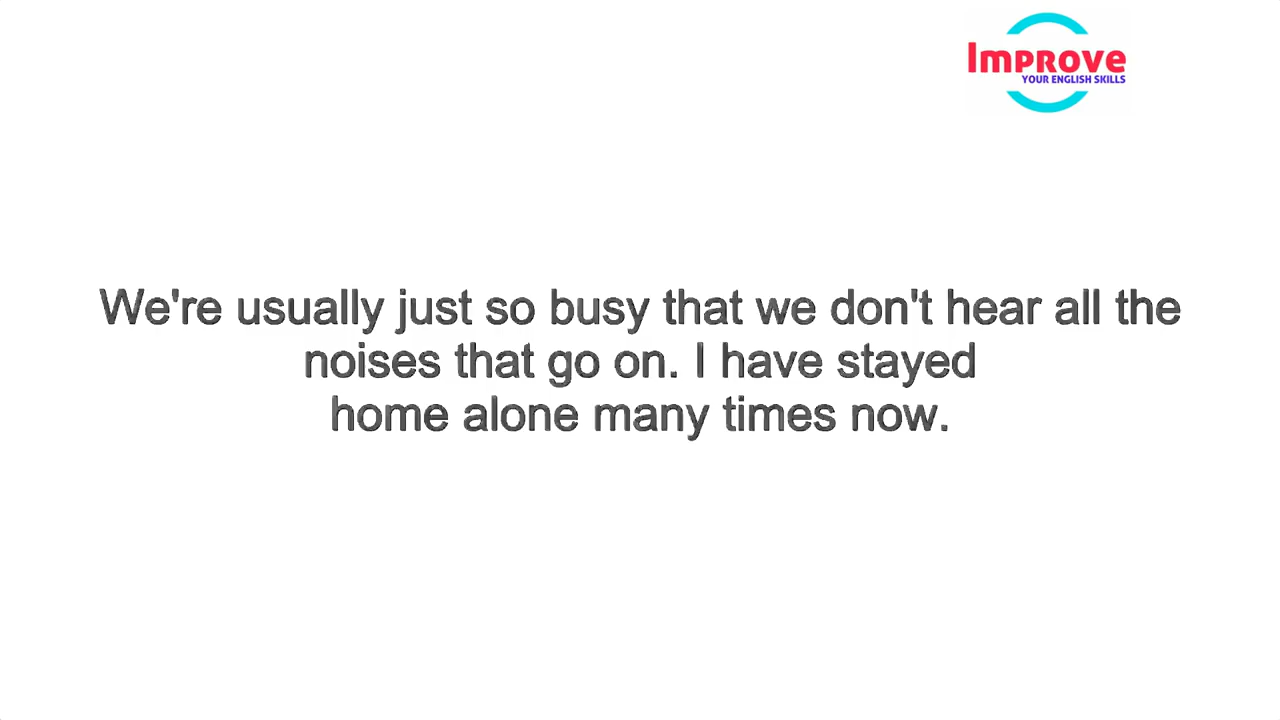 Improve
YOUR ENGLISH SKILLS
We're usually just so busy that we don't hear all the
noises that go on. I have stayed
home alone many times now.